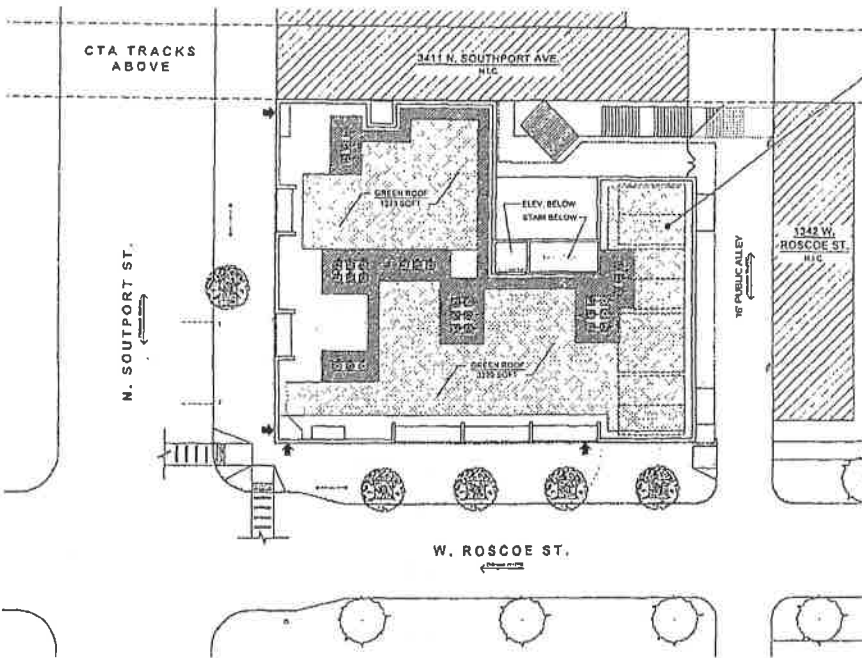 CTA TRACKS
ABOVE
3411 N. SOUTHPORT AVE.
N.I.C.
GREEN ROOF
ELEV. BELOW
STAIR BELOW
1342 W.
ROSCOE ST.
N.I.C.
16' PUBLIC ALLEY
N. SOUTPORT ST.
GREEN ROOF
W. ROSCOE ST.